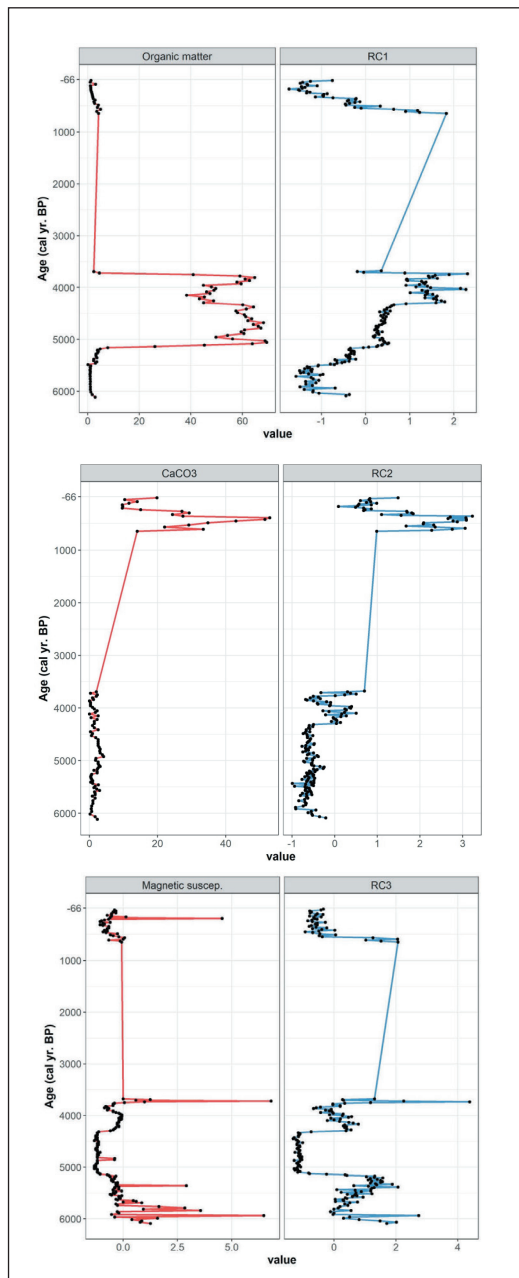 Organic matter RC1
Age (cal yr. BP)
-66
1000
2000
3000
4000
5000
6000
0 20 40 60 -1 0 1 2
value
CaCO3 RC2
Age (cal yr. BP)
-66
1000
2000
3000
4000
5000
6000
0 20 40 -1 0 1 2 3
value
Magnetic suscep. RC3
Age (cal yr. BP)
-66
1000
2000
3000
4000
5000
6000
0.0 2.5 5.0 0 2 4
value